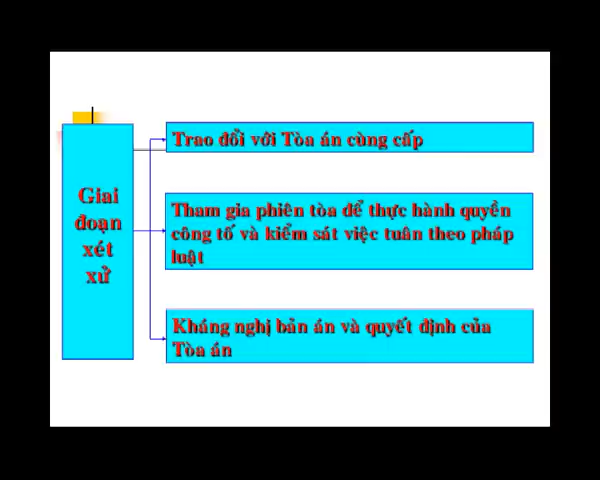 Giai
đoạn
xét
xử
Trao đổi với Tòa án cùng cấp
Tham gia phiên tòa để thực hành quyền
công tố và kiểm sát việc tuân theo pháp
luật
Kháng nghị bản án và quyết định của
Tòa án